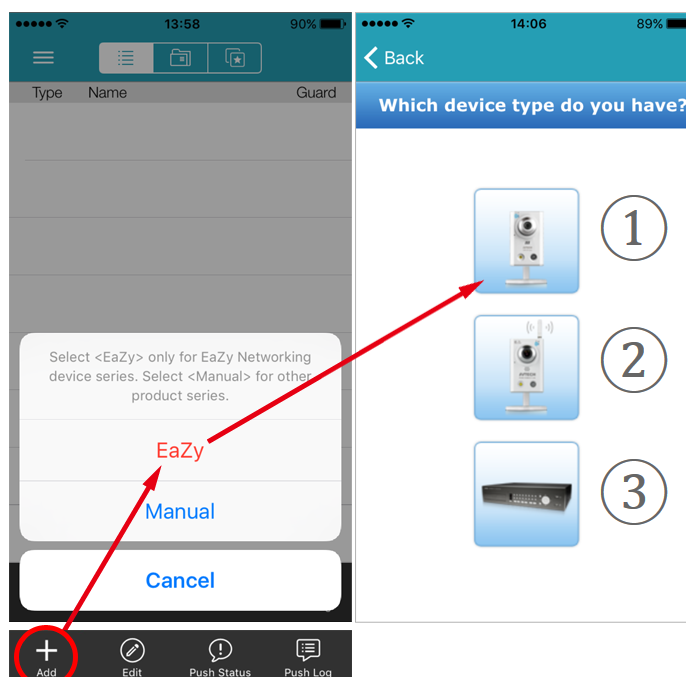 13:58
90%
Type Name Guard
Select <EaZy> only for EaZy Networking
device series. Select <Manual> for other
product series.
EaZy
Manual
Cancel
Add Edit Push Status Push Log
14:06
89%
Back
Which device type do you have?
1
2
3